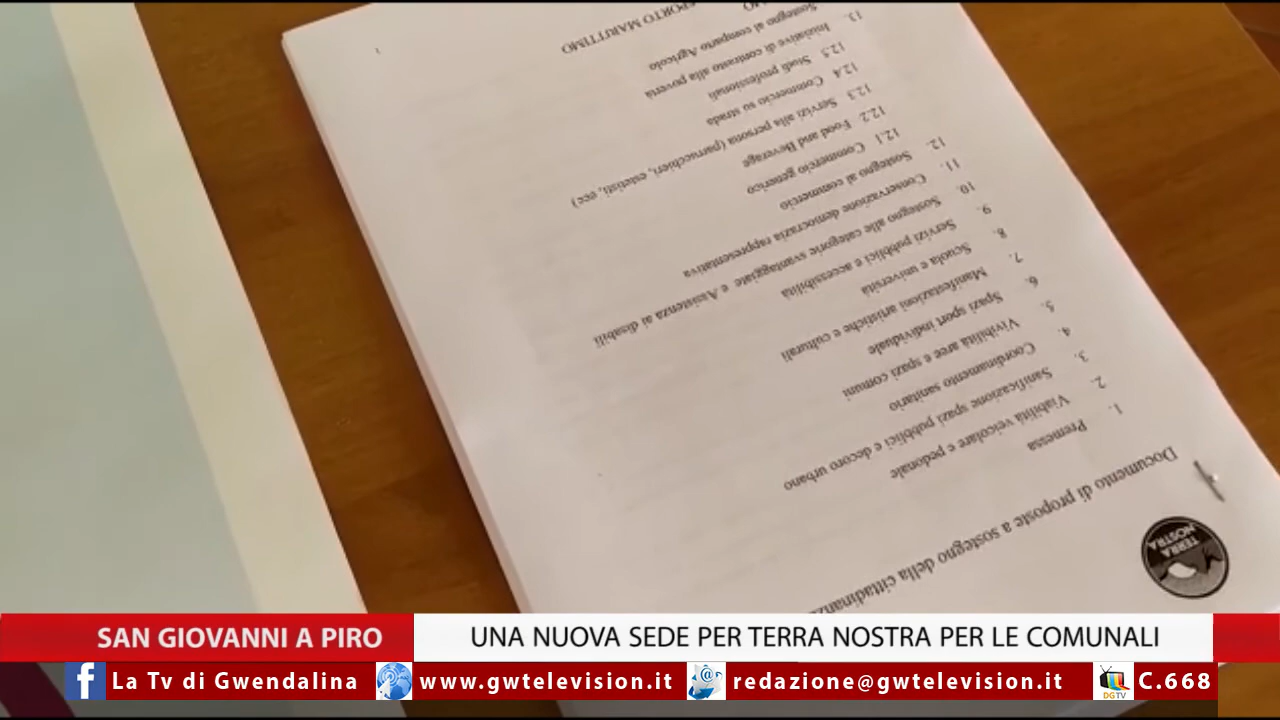 TERRA
NOSTRA
Documento di proposte a sostegno della cittadinanz
1. Premessa
2. Viabilità veicolare e pedonale
3. Sanificazione spazi pubblici e decoro urbano
4. Coordinamento sanitario
5. Vivibilità aree e spazi comuni
6. Spazi sport individuale
7. Manifestazioni artistiche e culturali
8. Scuola e università
9. Servizi pubblici e accessibilità
10. Sostegno alle categorie svantaggiate e Assistenza ai disabili
11. Conservazione democrazia rappresentativa
12. Sostegno al commercio
12.1 Commercio generico
12.2. Food and Beverage
12.3 Servizi alla persona (parrucchieri, estetisti, ecc)
12.4 Commercio su strada
12.5 Studi professionali
13. Iniziative di contrasto alla povertà
Sostegno al comparto Agricolo
SPORTO MARITTIMO
1
SAN GIOVANNI A PIRO
UNA NUOVA SEDE PER TERRA NOSTRA PER LE COMUNALI
f La Tv di Gwendalina www.gwtelevision.it redazione@gwtelevision.it DGTV C.668